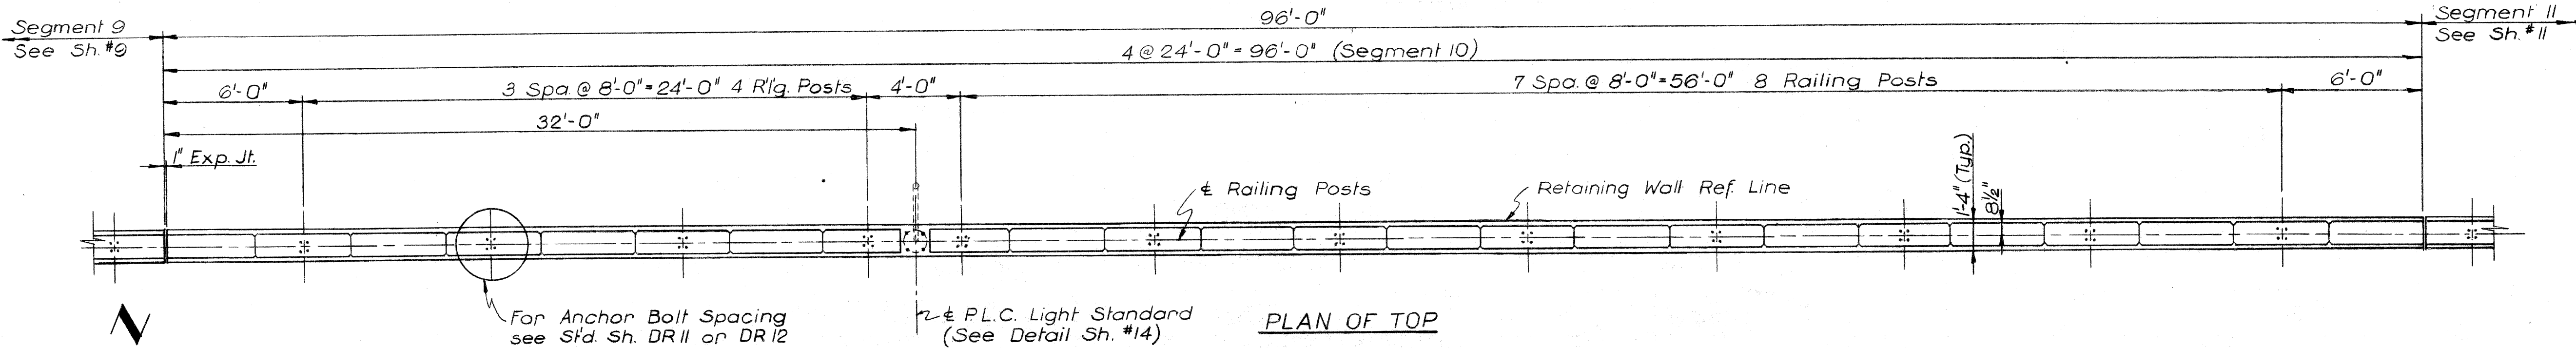 Segment 9
See Sh.#9
96'-0"
Segment 11
See Sh.#11
4 @ 24'-0" = 96'-0" (Segment 10)
6'-0"
3 Spa. @ 8'-0"=24'-0" 4 R'l'g. Posts
4'-0"
7 Spa. @ 8'-0"=56'-0" 8 Railing Posts
6'-0"
32'-0"
1" Exp. Jt.
℄ Railing Posts
Retaining Wall Ref. Line
1'-4" (Typ.)
8½"
N
For Anchor Bolt Spacing
see St'd. Sh. DR 11 or DR 12
℄ P.L.C. Light Standard
(See Detail Sh. #14)
PLAN OF TOP